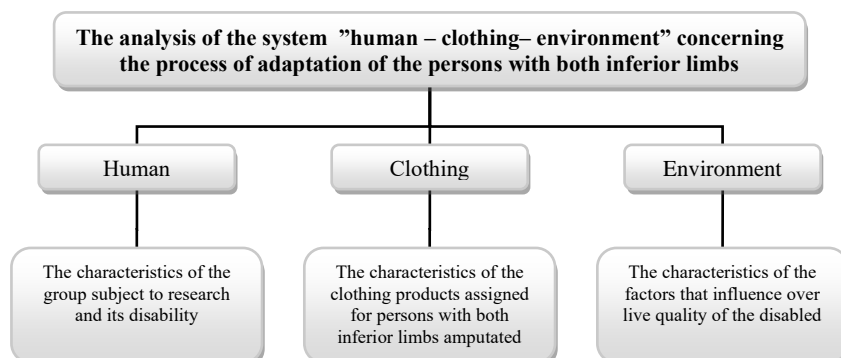 The analysis of the system ”human – clothing– environment” concerning
the process of adaptation of the persons with both inferior limbs
Human
Clothing
Environment
The characteristics of the
group subject to research
and its disability
The characteristics of the
clothing products assigned
for persons with both
inferior limbs amputated
The characteristics of the
factors that influence over
live quality of the disabled